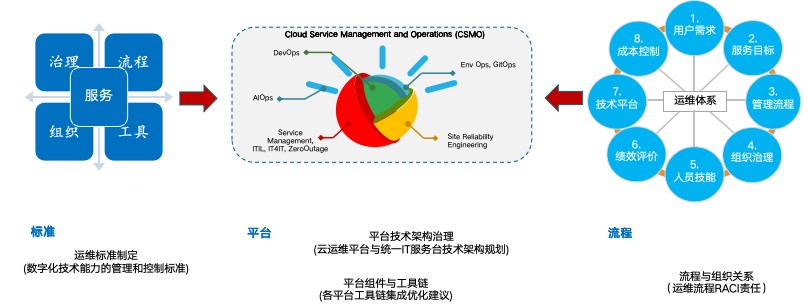 治理
流程
服务
组织
工具
Cloud Service Management and Operations (CSMO)
DevOps
Env Ops, GitOps
AIOps
Service
Management,
ITIL, IT4IT, ZeroOutage
Site Reliability
Engineering
1.
用户需求
2.
服务目标
3.
管理流程
4.
组织治理
5.
人员技能
6.
绩效评价
7.
技术平台
8.
成本控制
运维体系
标准
运维标准制定
(数字化技术能力的管理和控制标准)
平台
平台技术架构治理
(云运维平台与统一IT服务台技术架构规划)
平台组件与工具链
(各平台工具链集成优化建议)
流程
流程与组织关系
(运维流程RACI责任)